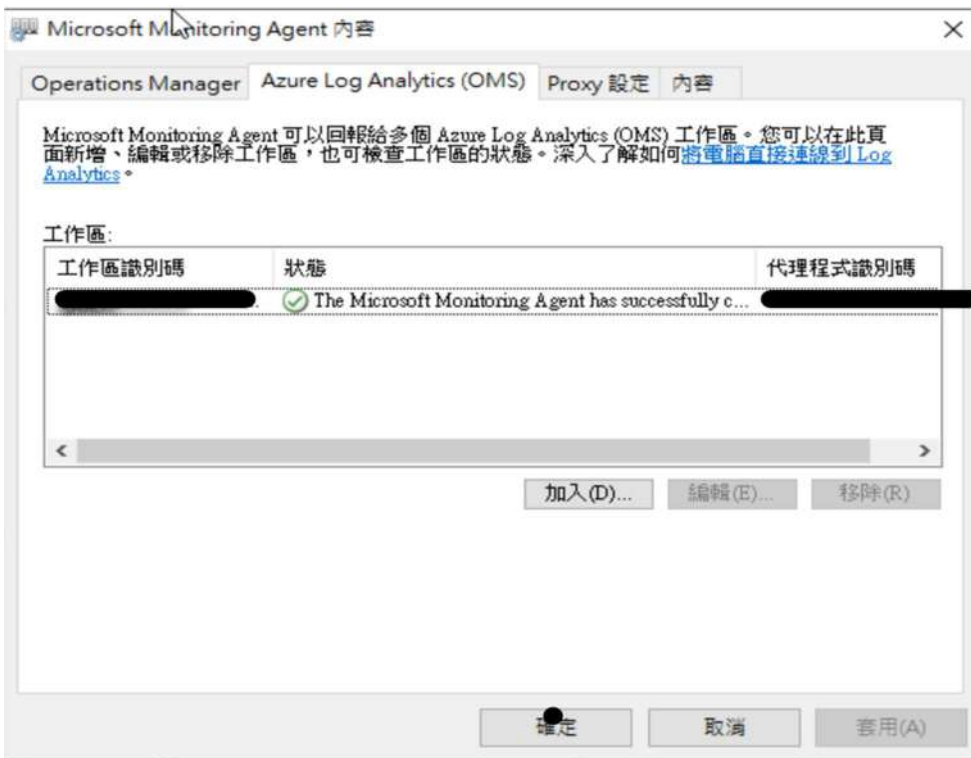 Microsoft Monitoring Agent 內容
Operations Manager Azure Log Analytics (OMS) Proxy 設定 內容
Microsoft Monitoring Agent 可以回報給多個 Azure Log Analytics (OMS) 工作區。您可以在此頁
面新增、編輯或移除工作區，也可檢查工作區的狀態。深入了解如何將電腦直接連線到 Log
Analytics。
工作區:
工作區識別碼 狀態 代理程式識別碼
The Microsoft Monitoring Agent has successfully c...
加入(D)... 編輯(E)... 移除(R)
確定 取消 套用(A)